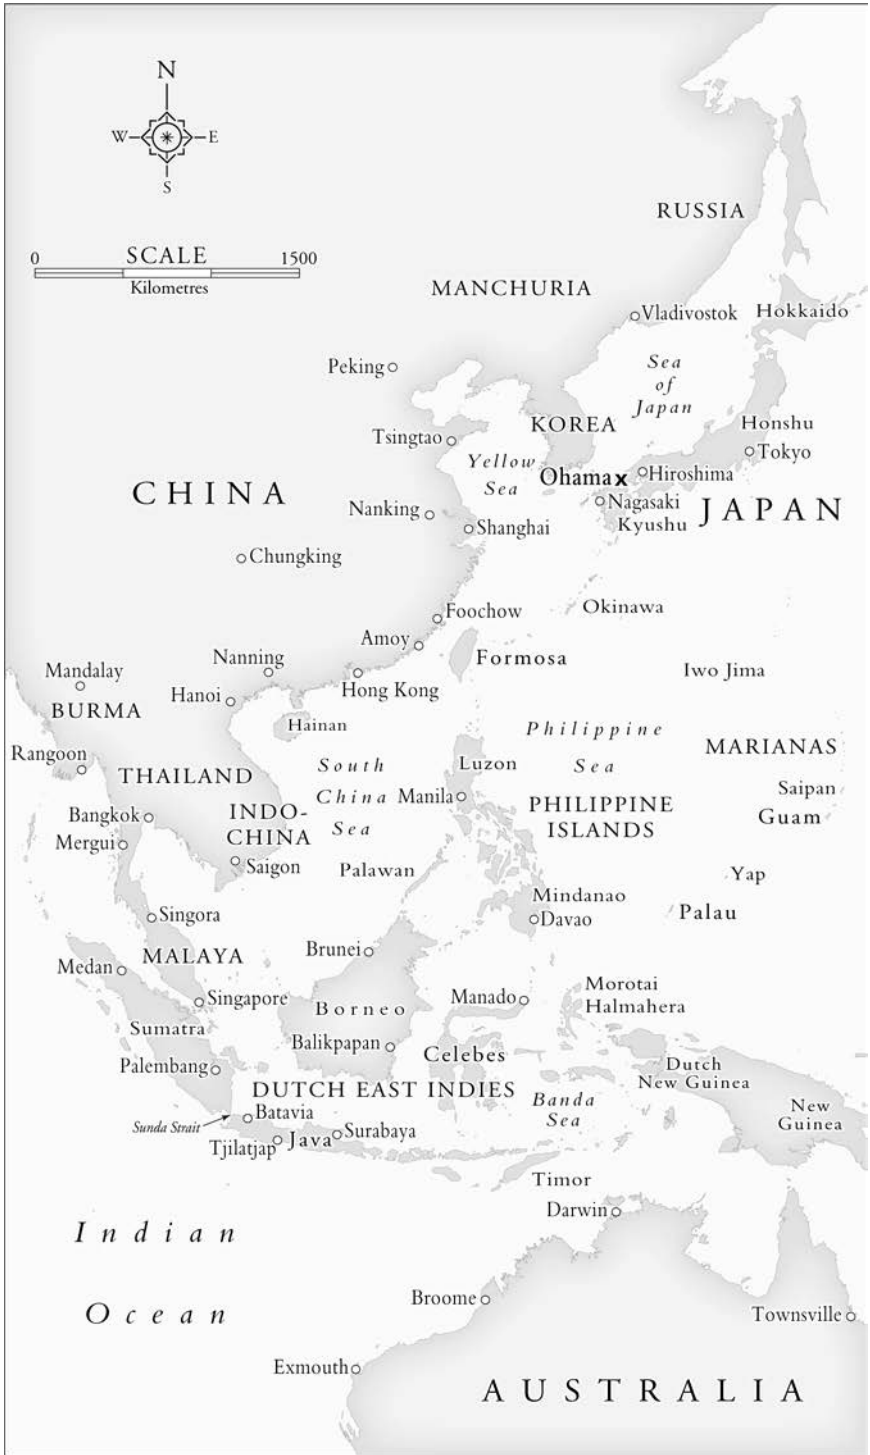 N
W
E
S
SCALE
0
1500
Kilometres
RUSSIA
MANCHURIA
Vladivostok
Hokkaido
Peking
Sea
of
Japan
KOREA
Honshu
Tsingtao
Tokyo
Yellow
Sea
Ohama x
Hiroshima
CHINA
Nanking
Nagasaki
JAPAN
Kyushu
Shanghai
Chungking
Okinawa
Foochow
Amoy
Formosa
Nanning
Iwo Jima
Mandalay
Hanoi
Hong Kong
BURMA
Hainan
Philippine
Sea
MARIANAS
Rangoon
THAILAND
South
China
Sea
Luzon
Saipan
Manila
Bangkok
INDO-
CHINA
PHILIPPINE
ISLANDS
Guam
Mergui
Saigon
Palawan
Yap
Mindanao
Davao
Palau
Singora
MALAYA
Brunei
Medan
Morotai
Halmahera
Singapore
Borneo
Manado
Sumatra
Balikpapan
Celebes
Palembang
Dutch
New Guinea
DUTCH EAST INDIES
Banda
Sea
New
Guinea
Batavia
Sunda Strait
Tjilatjap
Java
Surabaya
Timor
Darwin
Indian
Ocean
Broome
Townsville
Exmouth
AUSTRALIA